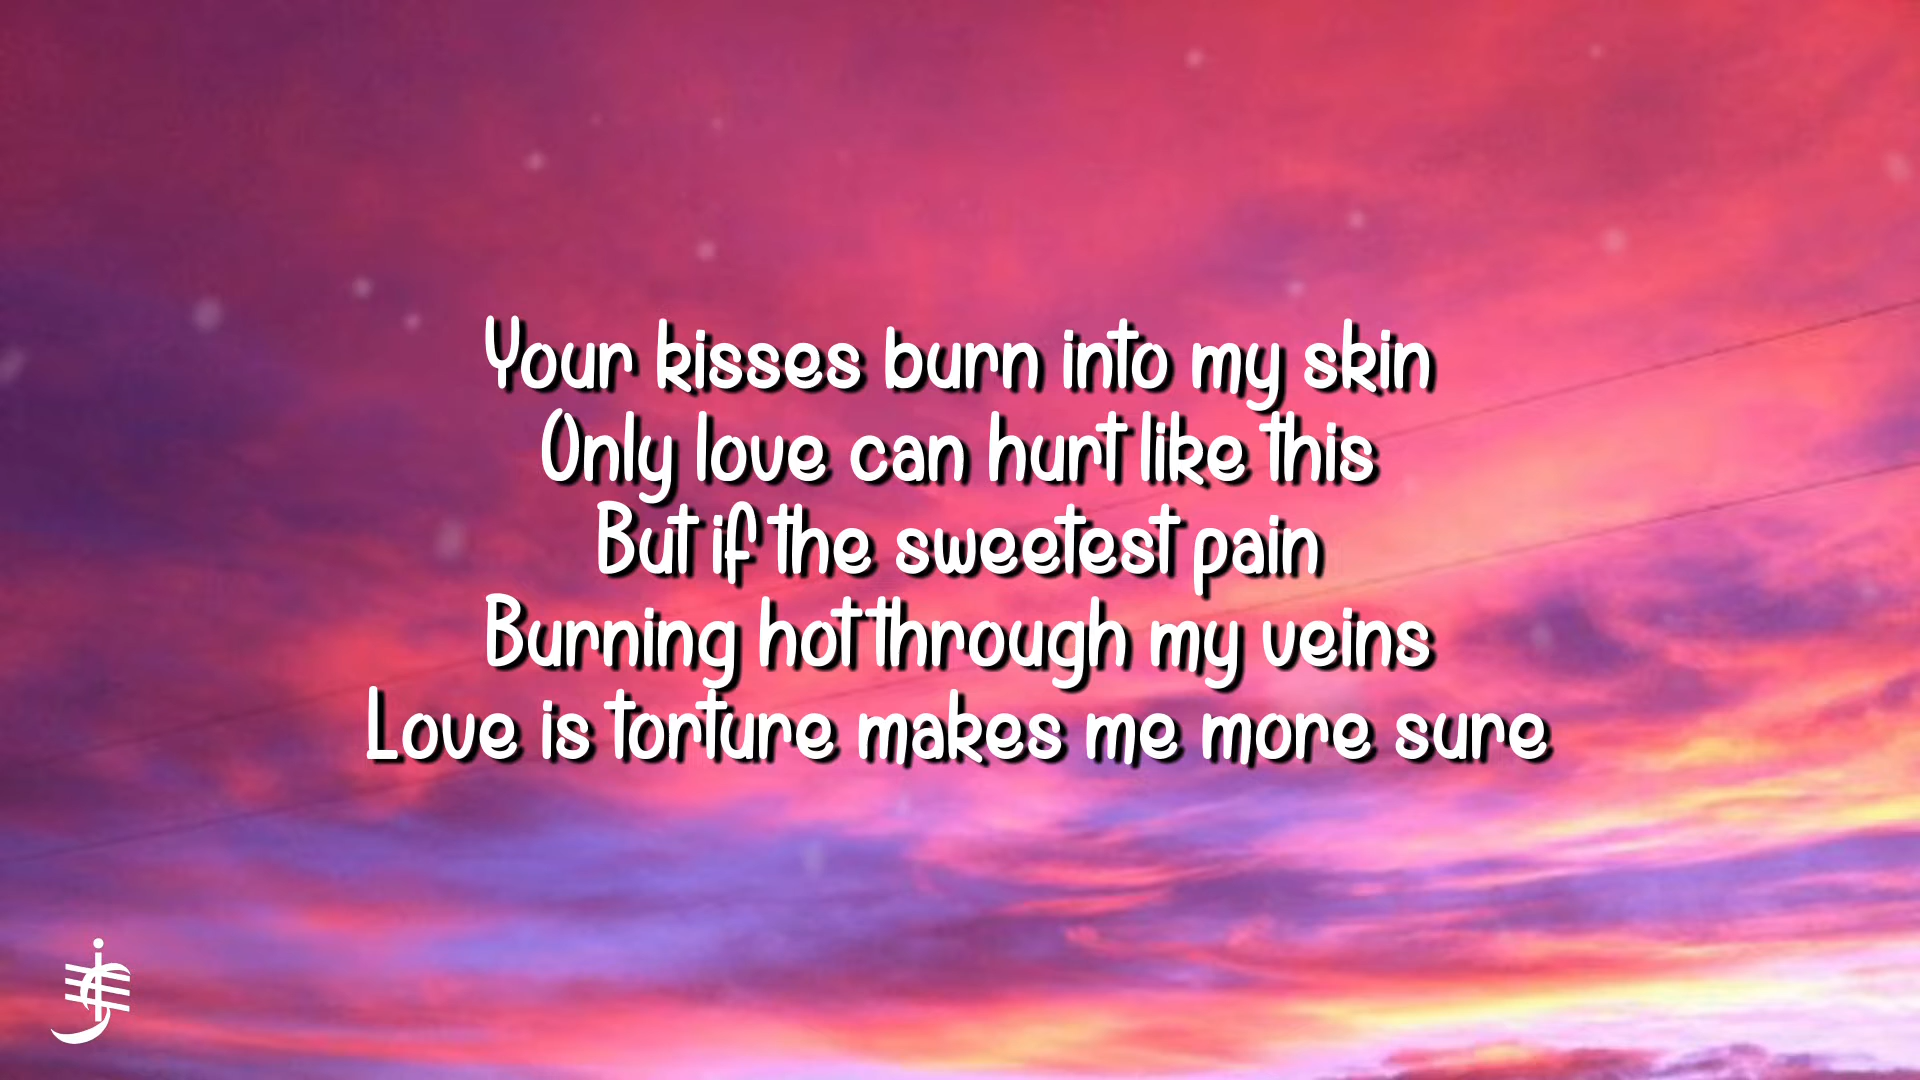 Your kisses burn into my skin
Only love can hurt like this
But if the sweetest pain
Burning hot through my veins
Love is torture makes me more sure